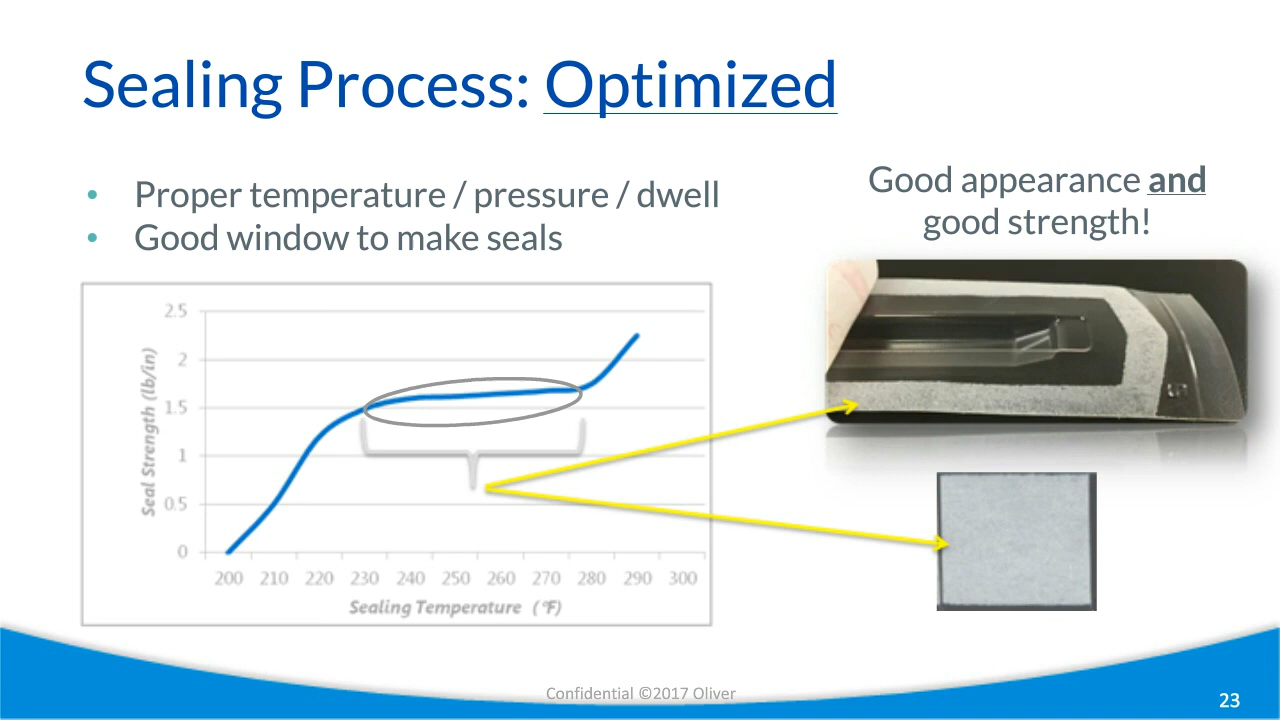 Sealing Process: Optimized
• Proper temperature / pressure / dwell
• Good window to make seals
Good appearance and
good strength!
2.5
2
1.5
1
0.5
0
Seal Strength (lb/in)
200 210 220 230 240 250 260 270 280 290 300
Sealing Temperature (°F)
Confidential ©2017 Oliver
23